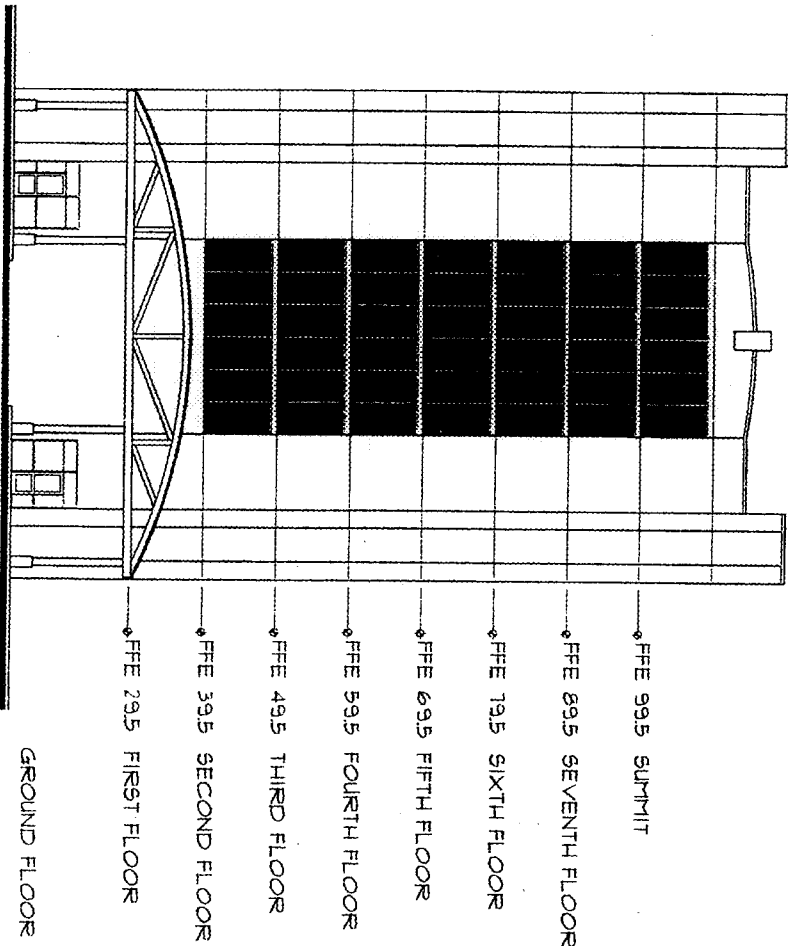 FFE 99.5 SUMMIT
FFE 89.5 SEVENTH FLOOR
FFE 79.5 SIXTH FLOOR
FFE 69.5 FIFTH FLOOR
FFE 59.5 FOURTH FLOOR
FFE 49.5 THIRD FLOOR
FFE 39.5 SECOND FLOOR
FFE 29.5 FIRST FLOOR
GROUND FLOOR